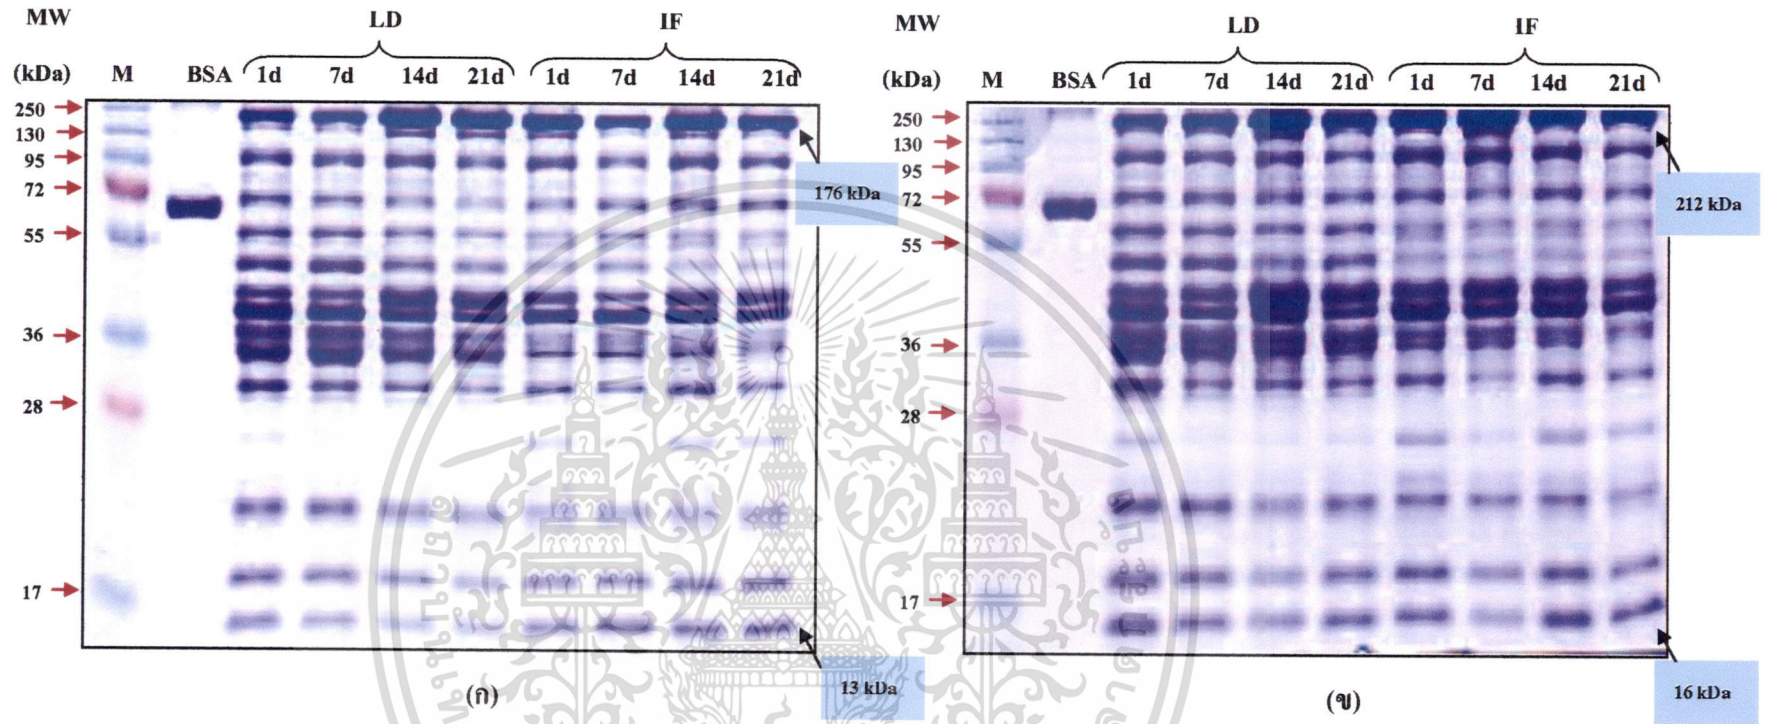 MW LD IF
(kDa) M BSA 1d 7d 14d 21d 1d 7d 14d 21d
250
130
95
72
55
36
28
17
176 kDa
13 kDa
(ก)
MW LD IF
(kDa) M BSA 1d 7d 14d 21d 1d 7d 14d 21d
250
130
95
72
55
36
28
17
212 kDa
16 kDa
(ข)